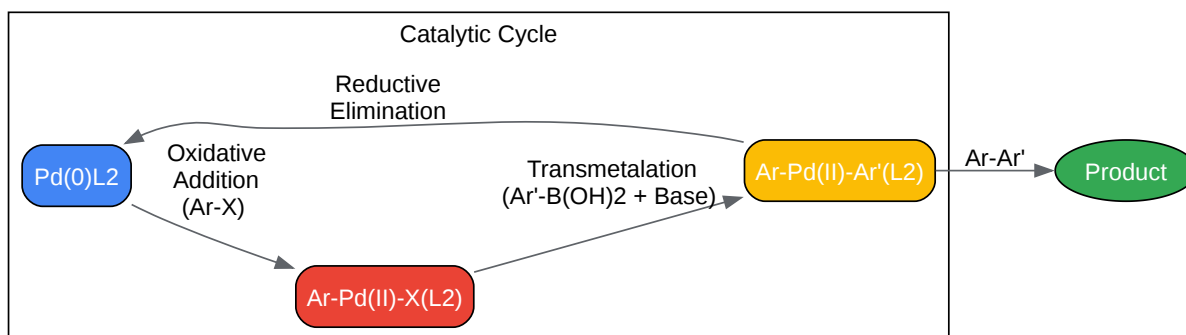 Catalytic Cycle
Reductive
Elimination
Pd(0)L2
Oxidative
Addition
(Ar-X)
Transmetalation
(Ar'-B(OH)2 + Base)
Ar-Pd(II)-Ar'(L2)
Ar-Ar'
Product
Ar-Pd(II)-X(L2)